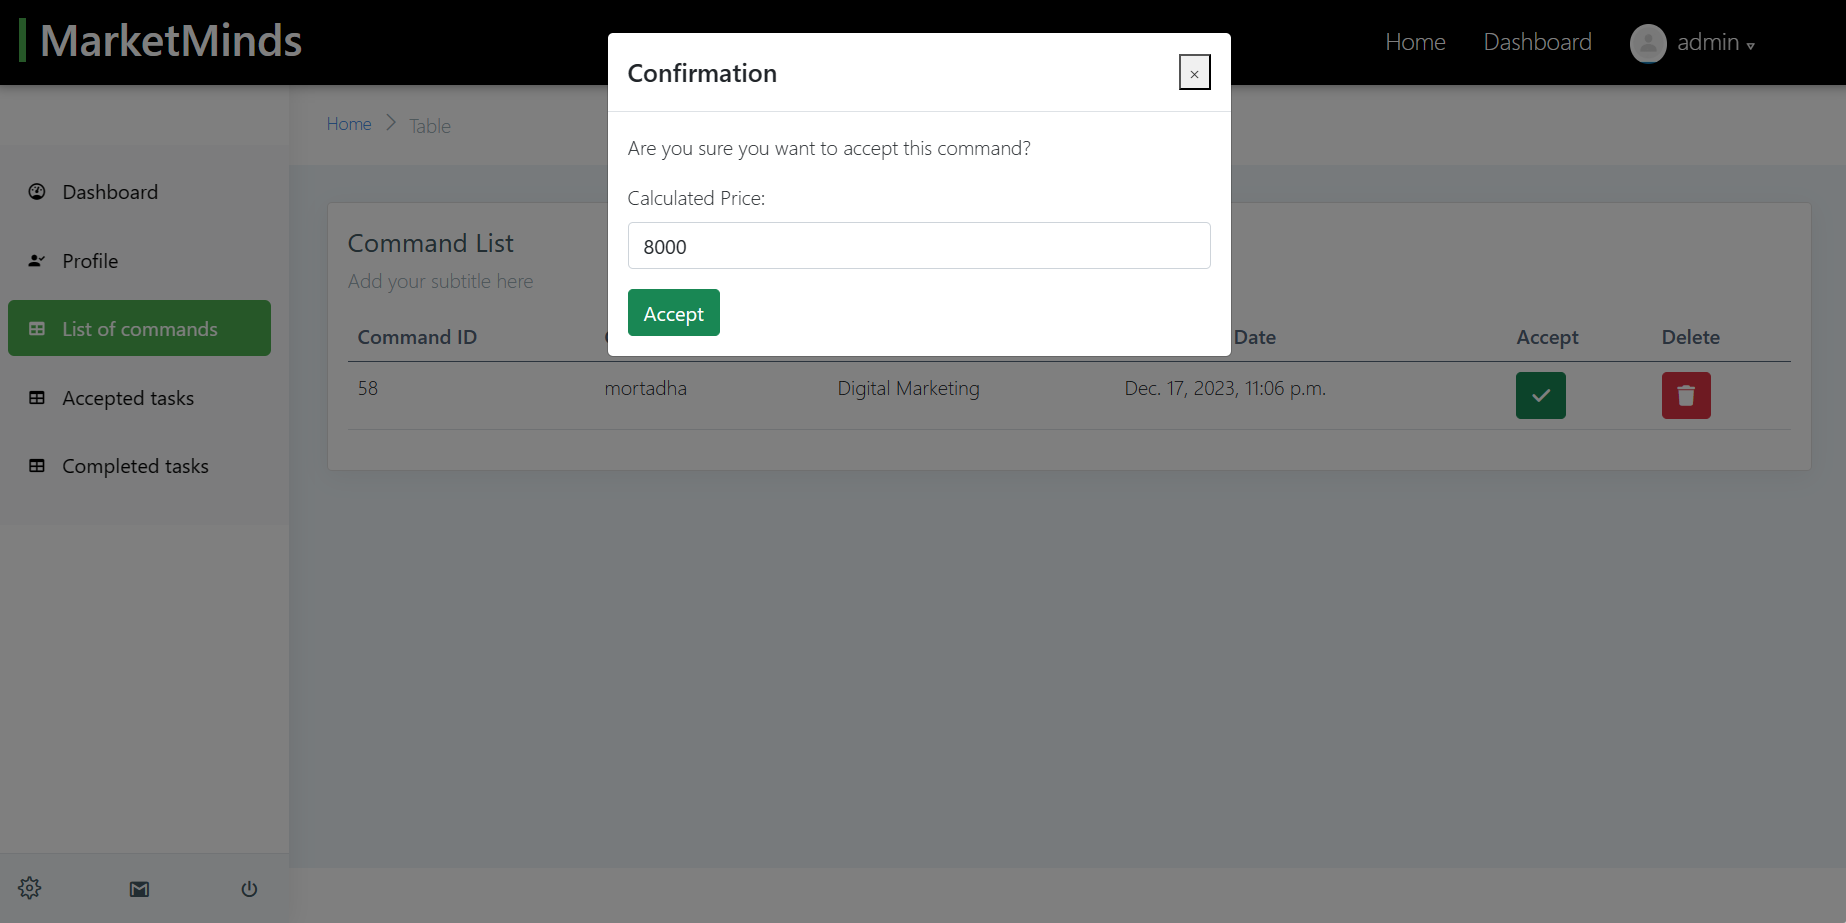 MarketMinds
Home
Dashboard
admin
Confirmation
×
Are you sure you want to accept this command?
Calculated Price:
8000
Accept
Home
Table
Dashboard
Profile
List of commands
Accepted tasks
Completed tasks
Command List
Add your subtitle here
Command ID
Date
Accept
Delete
58
mortadha
Digital Marketing
Dec. 17, 2023, 11:06 p.m.